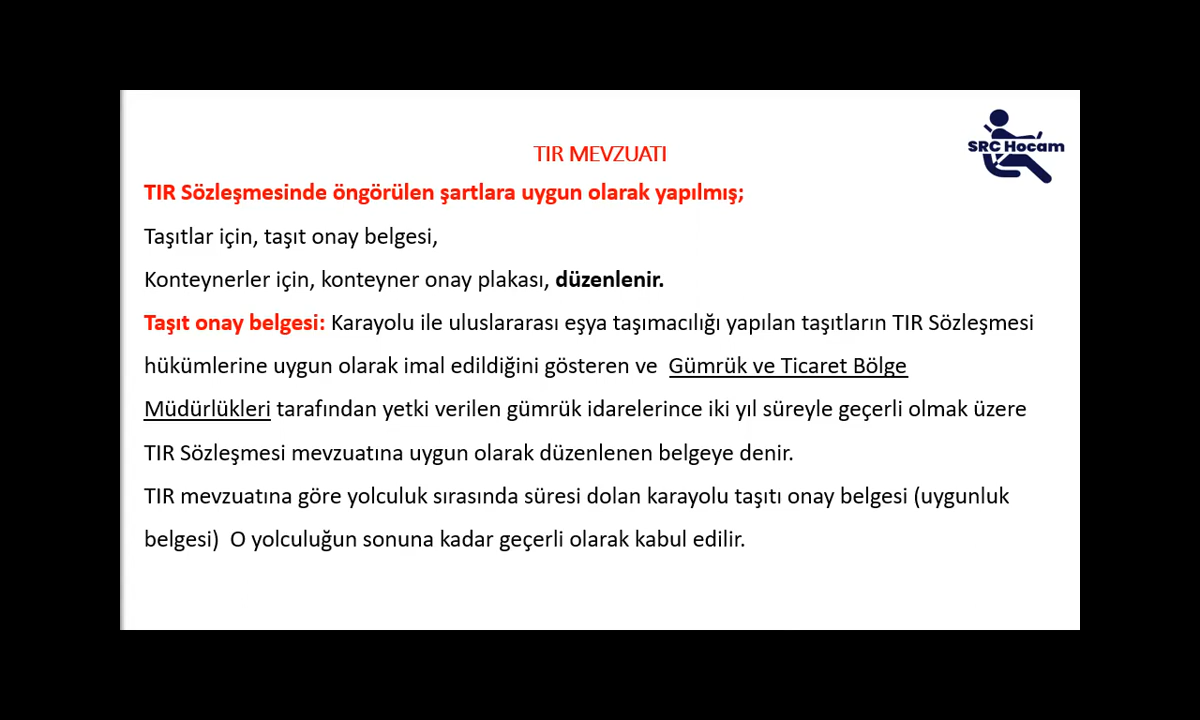 SRC Hocam
TIR MEVZUATI
TIR Sözleşmesinde öngörülen şartlara uygun olarak yapılmış;
Taşıtlar için, taşıt onay belgesi,
Konteynerler için, konteyner onay plakası, düzenlenir.
Taşıt onay belgesi: Karayolu ile uluslararası eşya taşımacılığı yapılan taşıtların TIR Sözleşmesi
hükümlerine uygun olarak imal edildiğini gösteren ve Gümrük ve Ticaret Bölge
Müdürlükleri tarafından yetki verilen gümrük idarelerince iki yıl süreyle geçerli olmak üzere
TIR Sözleşmesi mevzuatına uygun olarak düzenlenen belgeye denir.
TIR mevzuatına göre yolculuk sırasında süresi dolan karayolu taşıtı onay belgesi (uygunluk
belgesi) O yolculuğun sonuna kadar geçerli olarak kabul edilir.